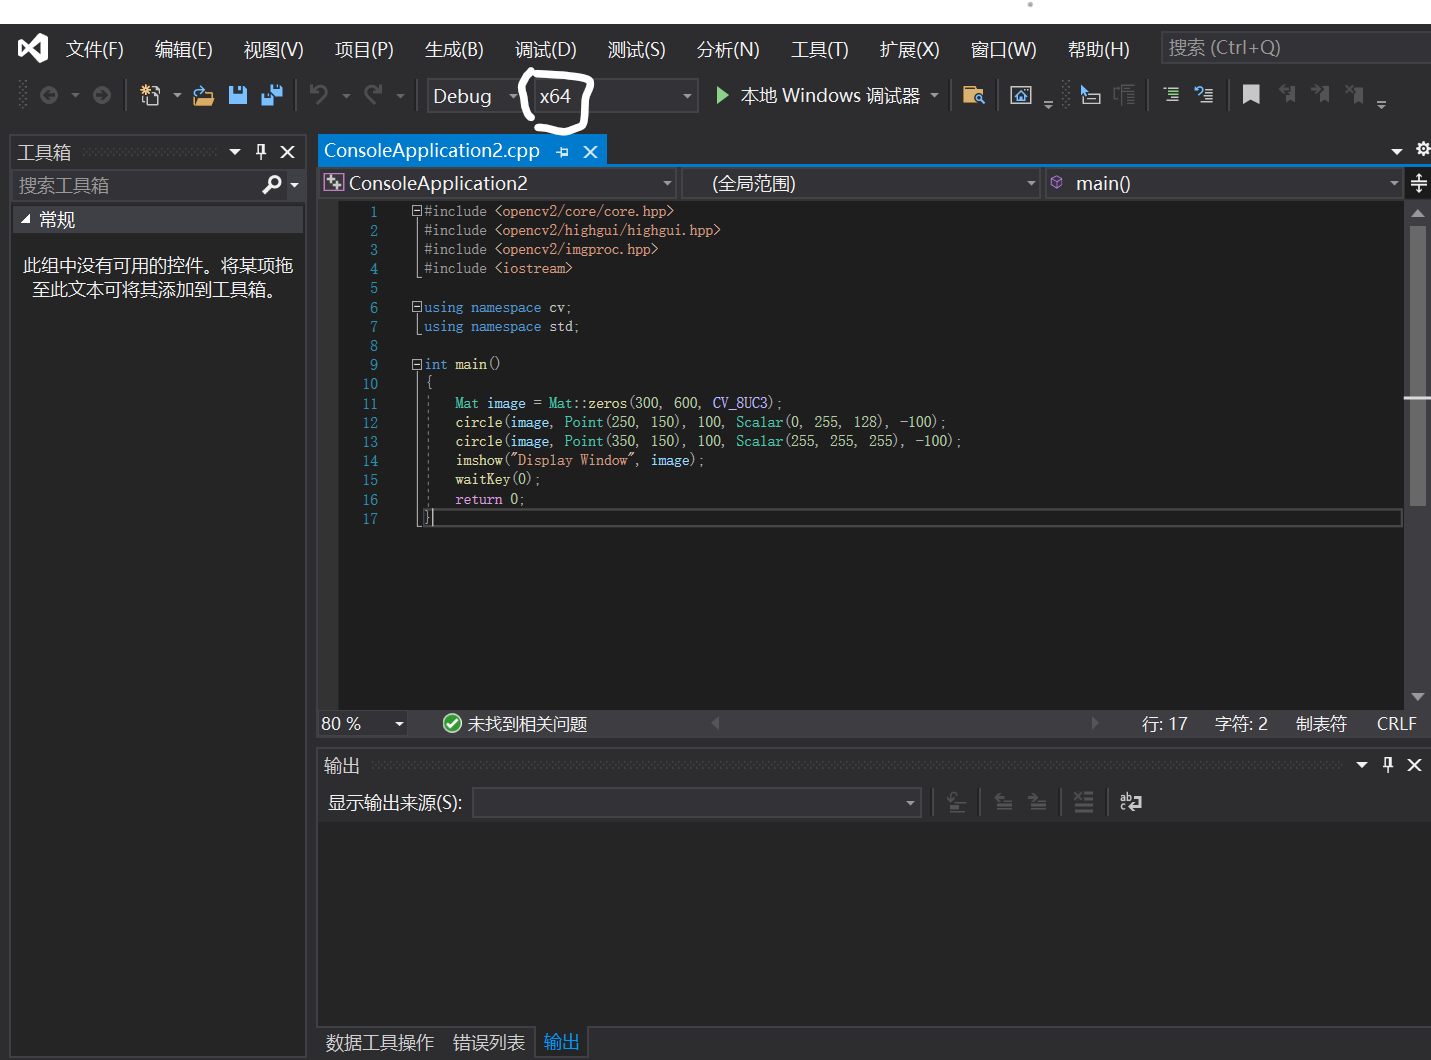 文件(F) 编辑(E) 视图(V) 项目(P) 生成(B) 调试(D) 测试(S) 分析(N) 工具(T) 扩展(X) 窗口(W) 帮助(H) 搜索 (Ctrl+Q)
Debug x64 本地 Windows 调试器
工具箱
搜索工具箱
常规
此组中没有可用的控件。将某项拖
至此文本可将其添加到工具箱。
ConsoleApplication2.cpp
ConsoleApplication2 (全局范围) main()
1 #include <opencv2/core/core.hpp>
2 #include <opencv2/highgui/highgui.hpp>
3 #include <opencv2/imgproc.hpp>
4 #include <iostream>
5
6 using namespace cv;
7 using namespace std;
8
9 int main()
10 {
11 Mat image = Mat::zeros(300, 600, CV_8UC3);
12 circle(image, Point(250, 150), 100, Scalar(0, 255, 128), -100);
13 circle(image, Point(350, 150), 100, Scalar(255, 255, 255), -100);
14 imshow("Display Window", image);
15 waitKey(0);
16 return 0;
17 }
80 % 未找到相关问题 行: 17 字符: 2 制表符 CRLF
输出
显示输出来源(S):
数据工具操作 错误列表 输出